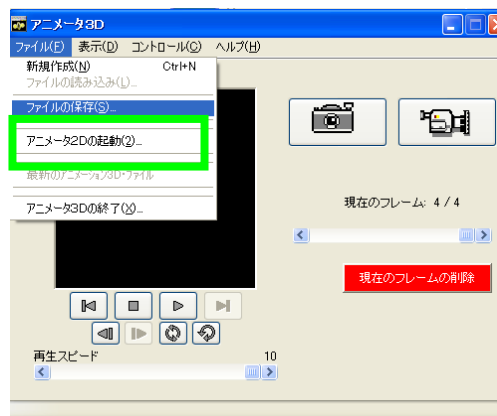 アニメータ3D
ファイル(F) 表示(D) コントロール(C) ヘルプ(H)
新規作成(N) Ctrl+N
ファイルの読み込み(L)...
ファイルの保存(S)...
アニメータ2Dの起動(2)...
最新のアニメーション3D・ファイル
アニメータ3Dの終了(X)...
現在のフレーム: 4 / 4
現在のフレームの削除
再生スピード 10